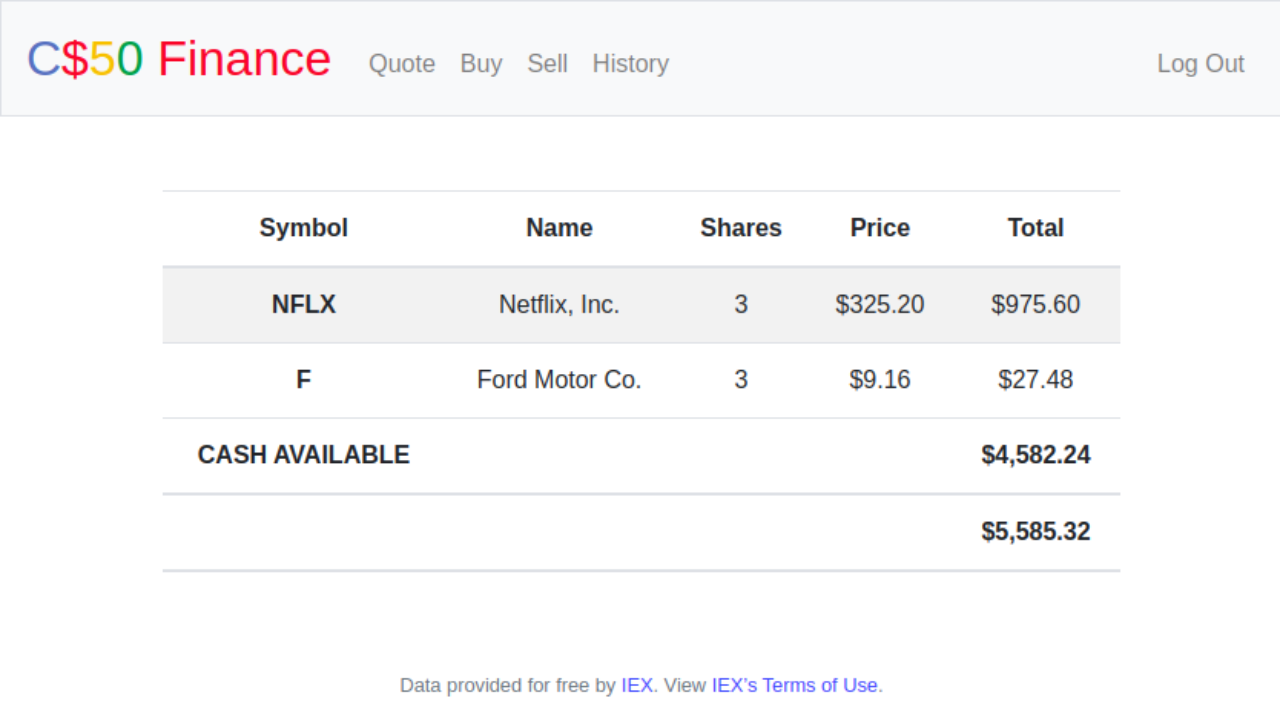 C$50 Finance Quote Buy Sell History Log Out
Symbol Name Shares Price Total
NFLX Netflix, Inc. 3 $325.20 $975.60
F Ford Motor Co. 3 $9.16 $27.48
CASH AVAILABLE $4,582.24
$5,585.32
Data provided for free by IEX. View IEX's Terms of Use.